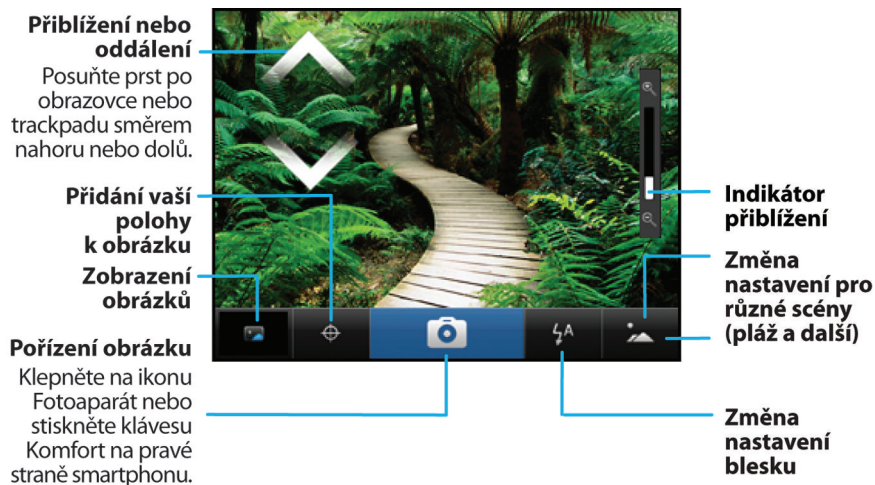 Přiblížení nebo
oddálení
Posuňte prst po
obrazovce nebo
trackpadu směrem
nahoru nebo dolů.
Přidání vaší
polohy
k obrázku
Zobrazení
obrázků
Pořízení obrázku
Klepněte na ikonu
Fotoaparát nebo
stiskněte klávesu
Komfort na pravé
straně smartphonu.
A
Indikátor
přiblížení
Změna
nastavení pro
různé scény
(pláž a další)
Změna
nastavení
blesku